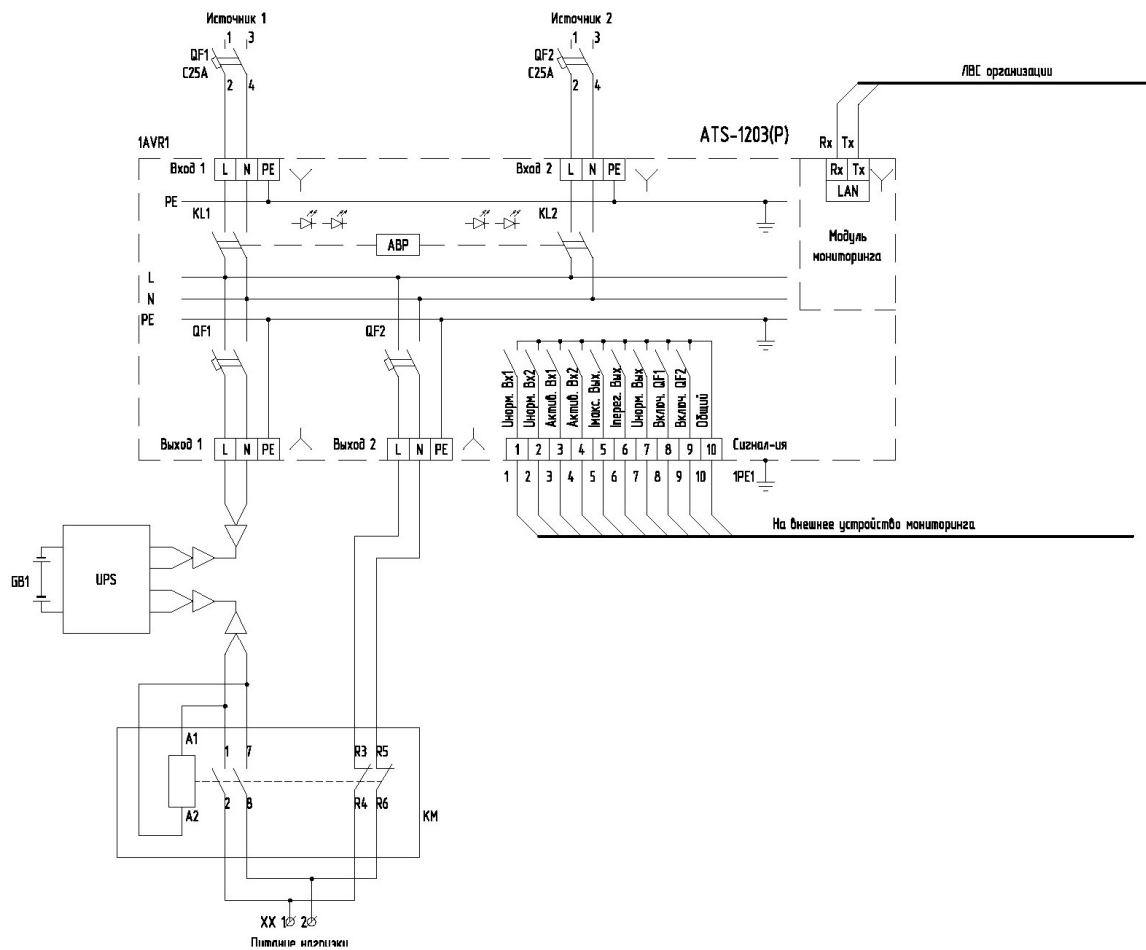 Источник 1
Источник 2
1 3
1 3
QF1
C25A
QF2
C25A
2 4
2 4
ЛВС организации
ATS-1203(P)
Rx Tx
1AVR1
Вход 1 L N PE
Вход 2 L N PE
Rx Tx
LAN
PE
KL1
KL2
АВР
Модуль
мониторинга
L
N
PE
QF1
QF2
Uнорм. Вх1
Uнорм. Вх2
Актив. Вх1
Актив. Вх2
Iмакс. Вых.
Iперег. Вых.
Uнорм. Вых
Включ. QF1
Включ. QF2
Общий
Выход 1 L N PE
Выход 2 L N PE
1 2 3 4 5 6 7 8 9 10
Сигнал-ия
1 2 3 4 5 6 7 8 9 10
1PE1
На внешнее устройство мониторинга
GB1
UPS
A1
1 7
R3 R5
A2
2 8
R4 R6
KM
XX 1 2
Питание нагрузки